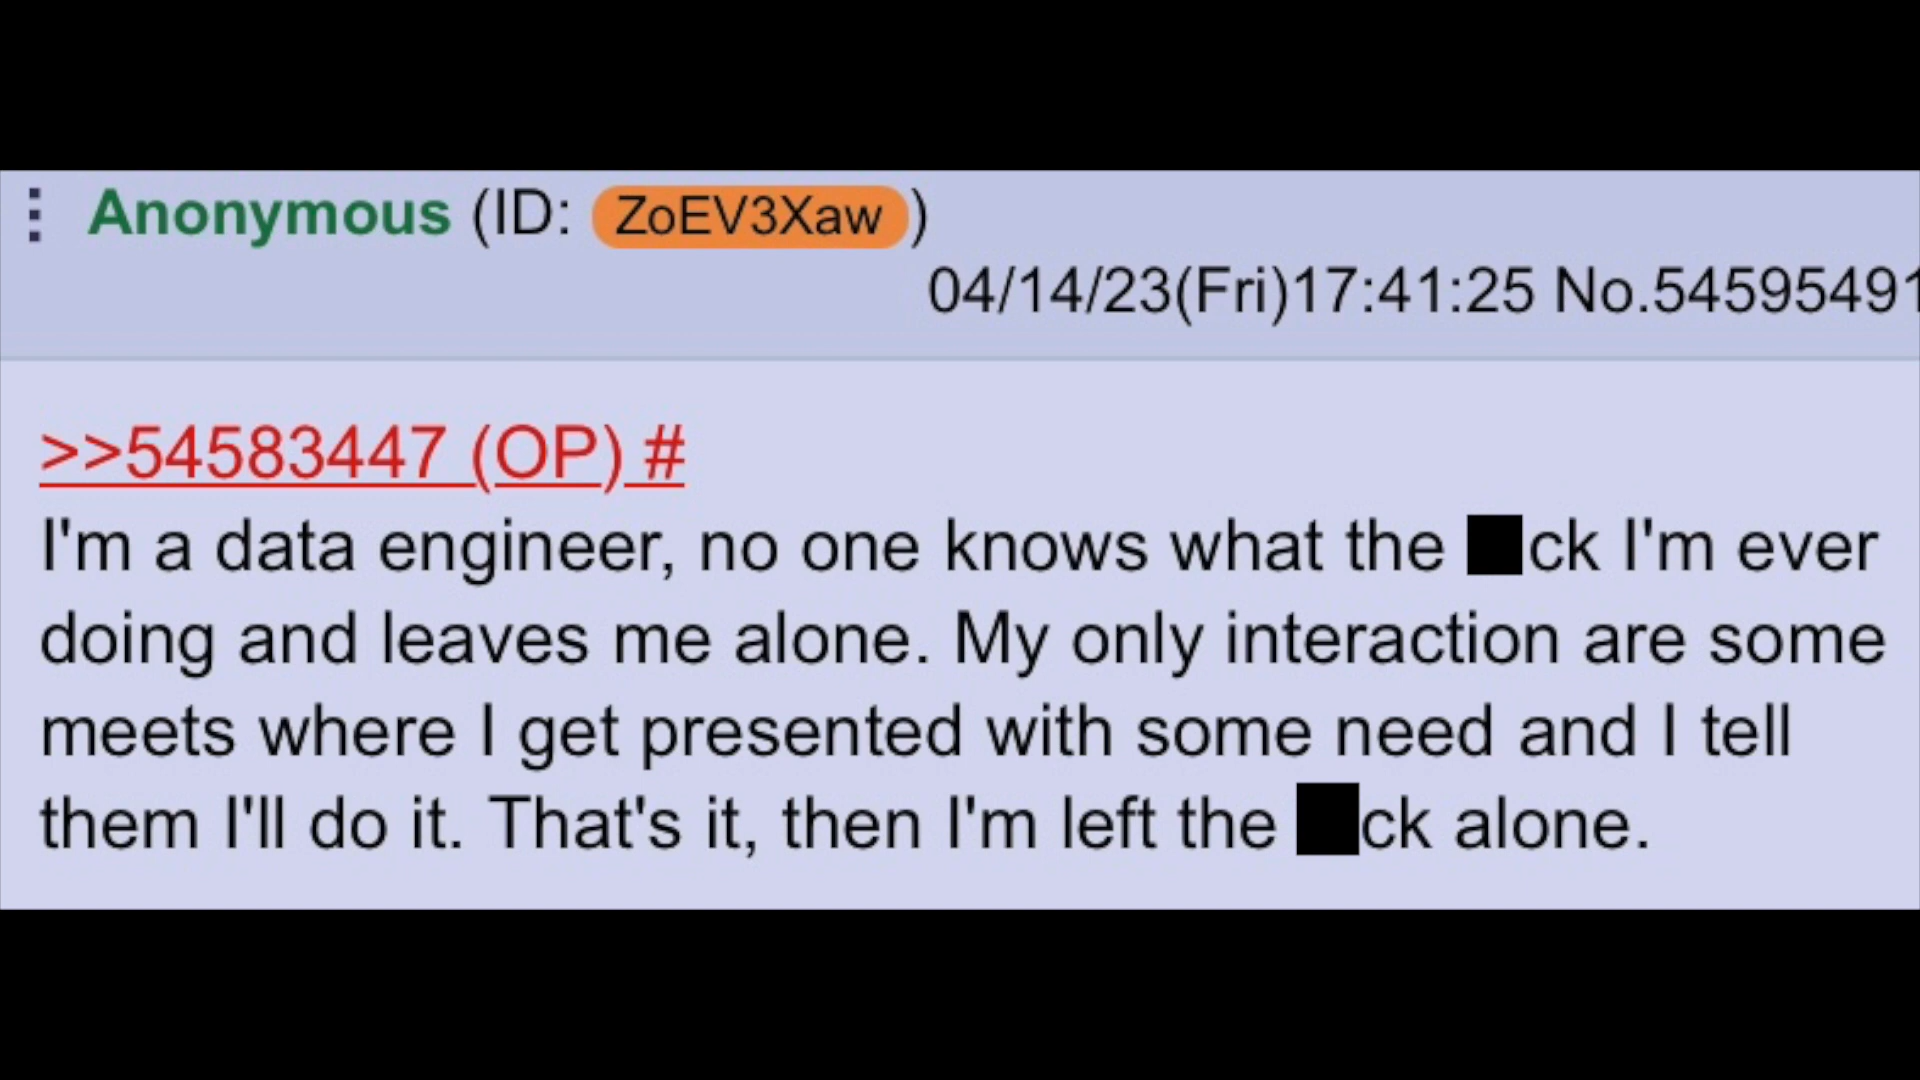 Anonymous (ID: ZoEV3Xaw)
04/14/23(Fri)17:41:25 No.54595491
>>54583447 (OP) #
I'm a data engineer, no one knows what the ■ck I'm ever
doing and leaves me alone. My only interaction are some
meets where I get presented with some need and I tell
them I'll do it. That's it, then I'm left the ■ck alone.